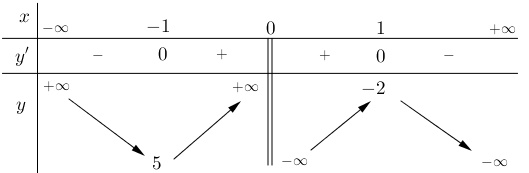 x −∞ −1 0 1 +∞
y′ − 0 + + 0 −
+∞ +∞ −2
y
5 −∞ −∞